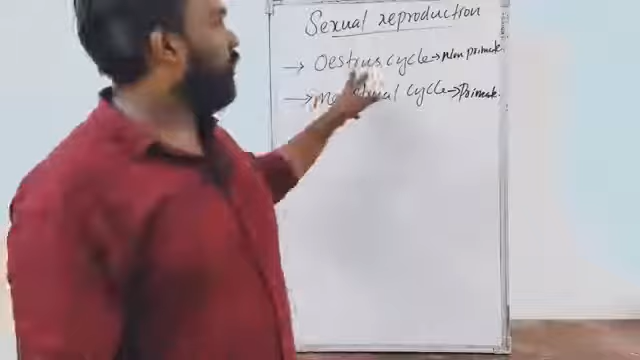 Sexual reproduction
→ Oestrus cycle → Non primate
→ Menstrual cycle → Primate